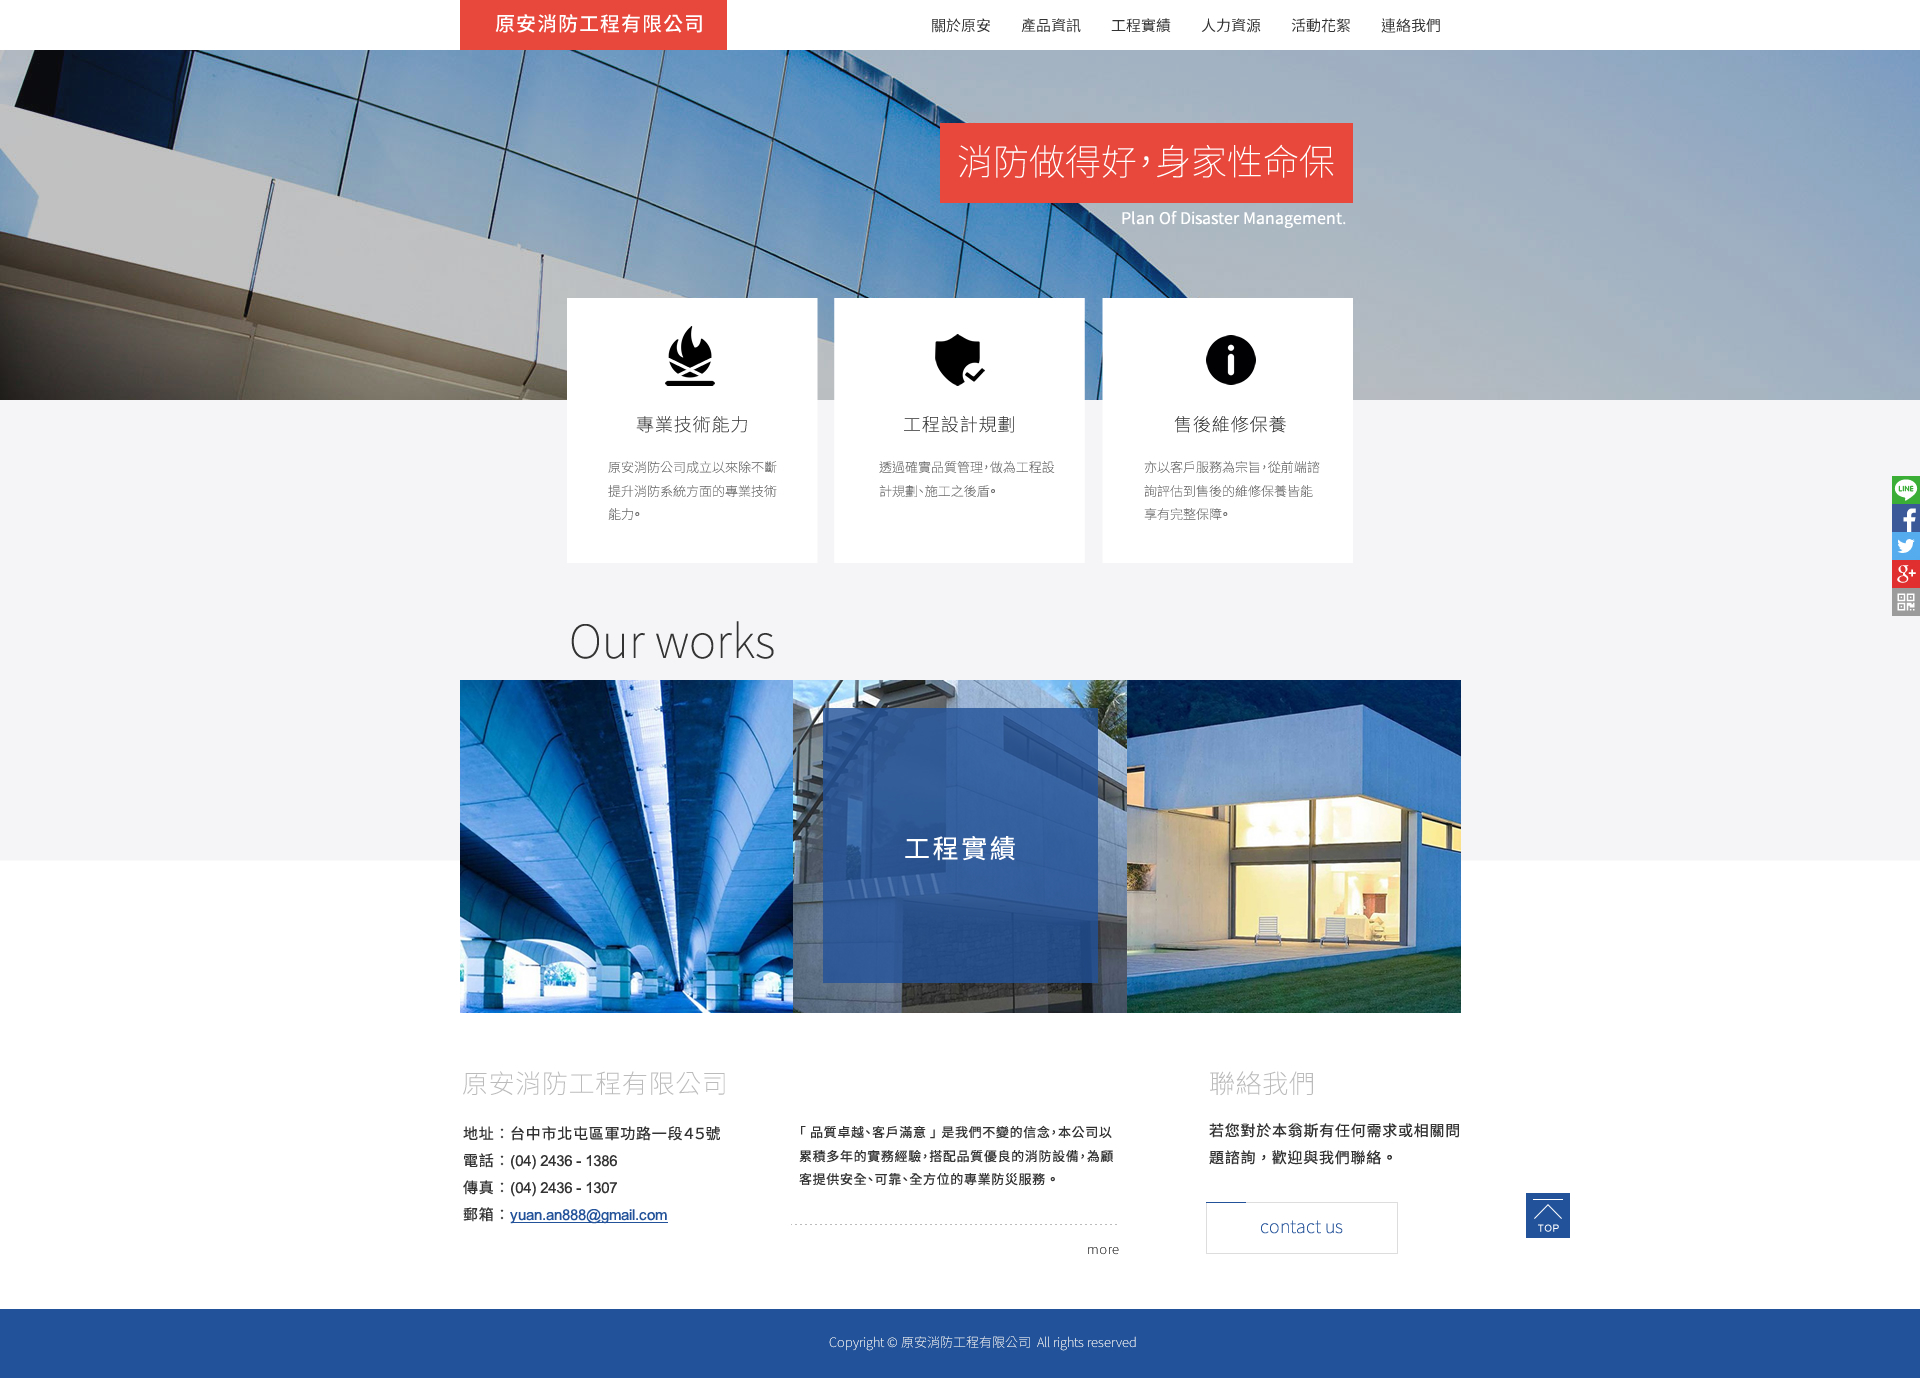 原安消防工程有限公司
關於原安 產品資訊 工程實績 人力資源 活動花絮 連絡我們
消防做得好，身家性命保
Plan Of Disaster Management.
專業技術能力
原安消防公司成立以來除不斷
提升消防系統方面的專業技術
能力。
工程設計規劃
透過確實品質管理，做為工程設
計規劃、施工之後盾。
售後維修保養
亦以客戶服務為宗旨，從前端諮
詢評估到售後的維修保養皆能
享有完整保障。
LINE
Our works
工程實績
原安消防工程有限公司
地址：台中市北屯區軍功路一段45號
電話：(04) 2436 - 1386
傳真：(04) 2436 - 1307
郵箱：yuan.an888@gmail.com
「品質卓越、客戶滿意」是我們不變的信念，本公司以
累積多年的實務經驗，搭配品質優良的消防設備，為顧
客提供安全、可靠、全方位的專業防災服務。
more
聯絡我們
若您對於本翁斯有任何需求或相關問
題諮詢，歡迎與我們聯絡。
contact us
TOP
Copyright © 原安消防工程有限公司 All rights reserved